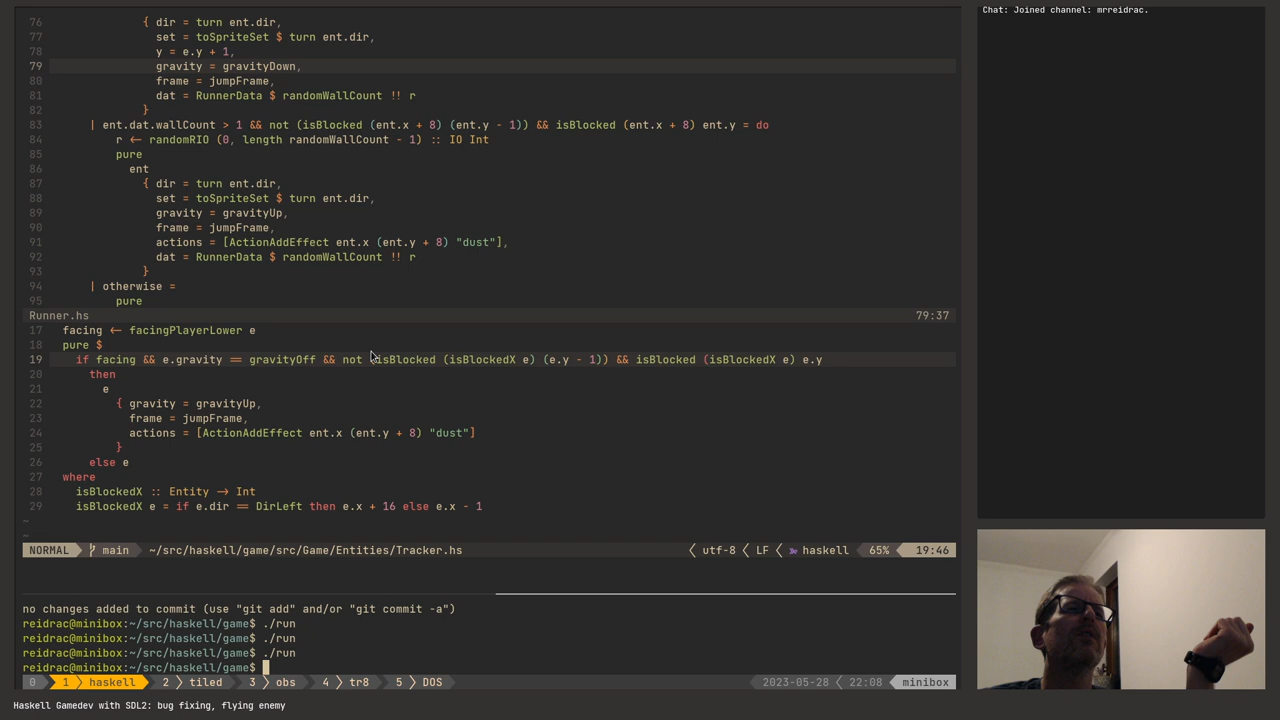 76 { dir = turn ent.dir,
77 set = toSpriteSet $ turn ent.dir,
78 y = e.y + 1,
79 gravity = gravityDown,
80 frame = jumpFrame,
81 dat = RunnerData $ randomWallCount !! r
82 }
83 | ent.dat.wallCount > 1 && not (isBlocked (ent.x + 8) (ent.y - 1)) && isBlocked (ent.x + 8) ent.y = do
84 r <- randomRIO (0, length randomWallCount - 1) :: IO Int
85 pure
86 ent
87 { dir = turn ent.dir,
88 set = toSpriteSet $ turn ent.dir,
89 gravity = gravityUp,
90 frame = jumpFrame,
91 actions = [ActionAddEffect ent.x (ent.y + 8) "dust"],
92 dat = RunnerData $ randomWallCount !! r
93 }
94 | otherwise =
95 pure
Runner.hs 79:37
17 facing <- facingPlayerLower e
18 pure $
19 if facing && e.gravity == gravityOff && not (isBlocked (isBlockedX e) (e.y - 1)) && isBlocked (isBlockedX e) e.y
20 then
21 e
22 { gravity = gravityUp,
23 frame = jumpFrame,
24 actions = [ActionAddEffect ent.x (ent.y + 8) "dust"]
25 }
26 else e
27 where
28 isBlockedX :: Entity -> Int
29 isBlockedX e = if e.dir == DirLeft then e.x + 16 else e.x - 1
~
~
NORMAL main ~/src/haskell/game/src/Game/Entities/Tracker.hs utf-8 < LF < haskell 65% 19:46
no changes added to commit (use "git add" and/or "git commit -a")
reidrac@minibox:~/src/haskell/game$ ./run
reidrac@minibox:~/src/haskell/game$ ./run
reidrac@minibox:~/src/haskell/game$ ./run
reidrac@minibox:~/src/haskell/game$
0 1 > haskell 2 > tiled 3 > obs 4 > tr8 5 > DOS 2023-05-28 < 22:08 minibox
Haskell Gamedev with SDL2: bug fixing, flying enemy
Chat: Joined channel: mrreidrac.